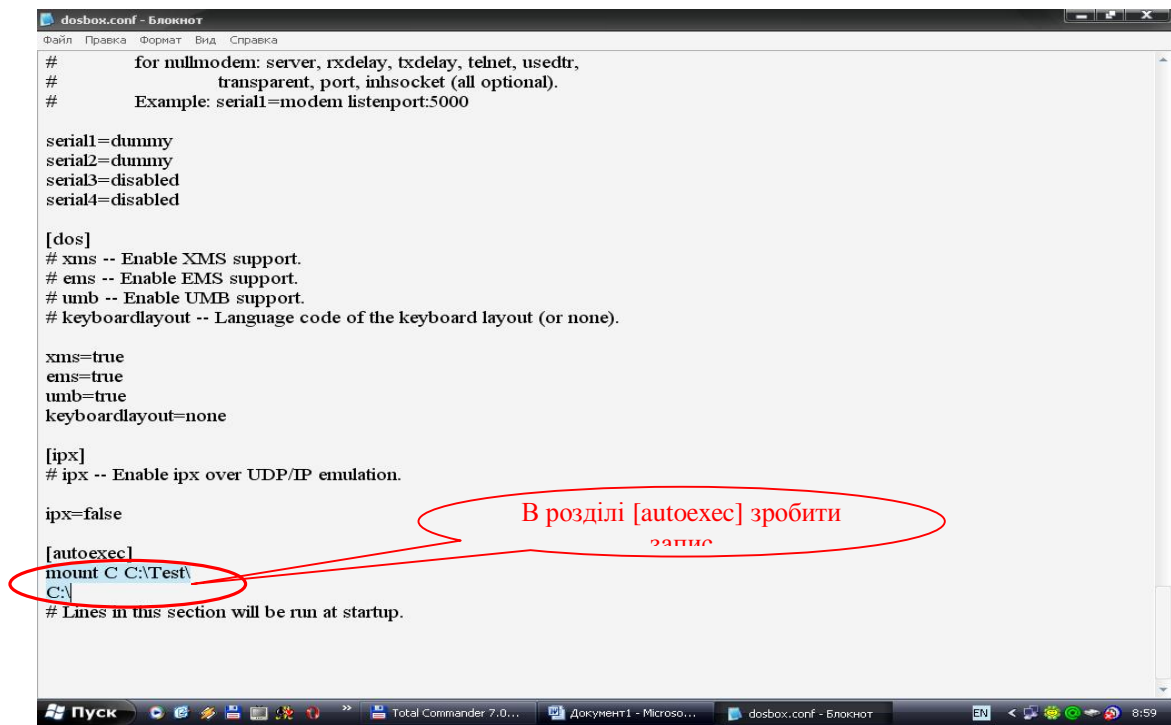 dosbox.conf - Блокнот
Файл Правка Формат Вид Справка
# for nullmodem: server, rxdelay, txdelay, telnet, usedtr,
# transparent, port, inhsocket (all optional).
# Example: serial1=modem listenport:5000
serial1=dummy
serial2=dummy
serial3=disabled
serial4=disabled
[dos]
# xms -- Enable XMS support.
# ems -- Enable EMS support.
# umb -- Enable UMB support.
# keyboardlayout -- Language code of the keyboard layout (or none).
xms=true
ems=true
umb=true
keyboardlayout=none
[ipx]
# ipx -- Enable ipx over UDP/IP emulation.
ipx=false
В розділі [autoexec] зробити
запис
[autoexec]
mount C C:\Test\
C:\
# Lines in this section will be run at startup.
Пуск
Total Commander 7.0...
Документ1 - Microso...
dosbox.conf - Блокнот
EN
8:59